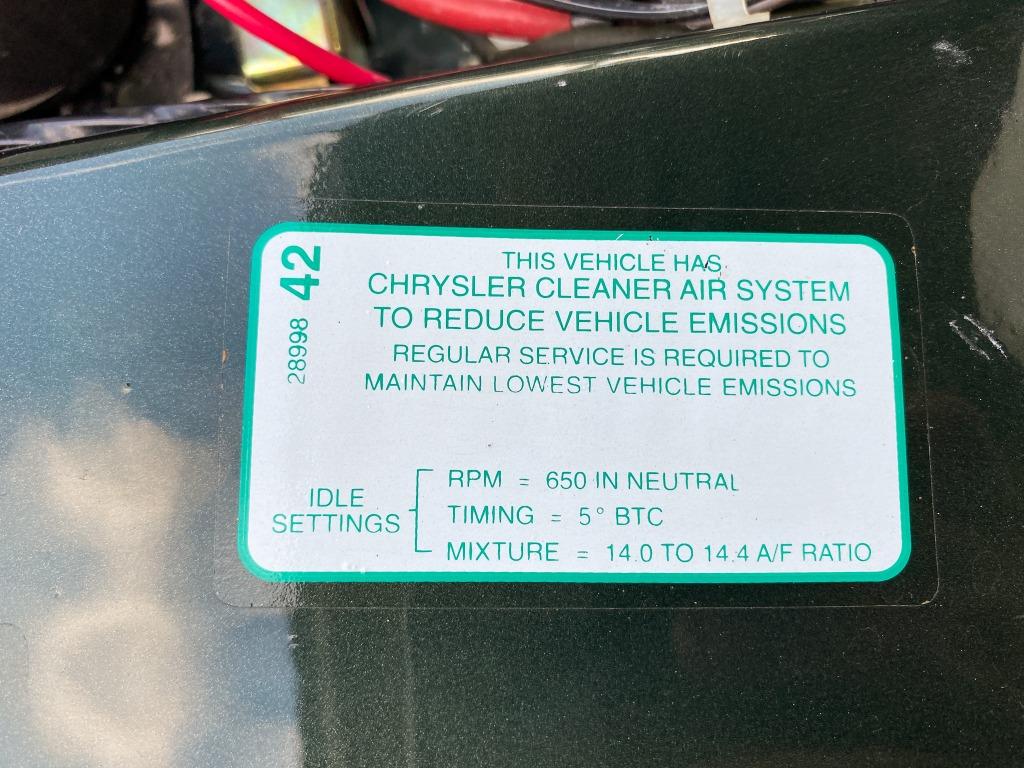 28998 42
THIS VEHICLE HAS
CHRYSLER CLEANER AIR SYSTEM
TO REDUCE VEHICLE EMISSIONS
REGULAR SERVICE IS REQUIRED TO
MAINTAIN LOWEST VEHICLE EMISSIONS
IDLE
SETTINGS
RPM = 650 IN NEUTRAL
TIMING = 5° BTC
MIXTURE = 14.0 TO 14.4 A/F RATIO